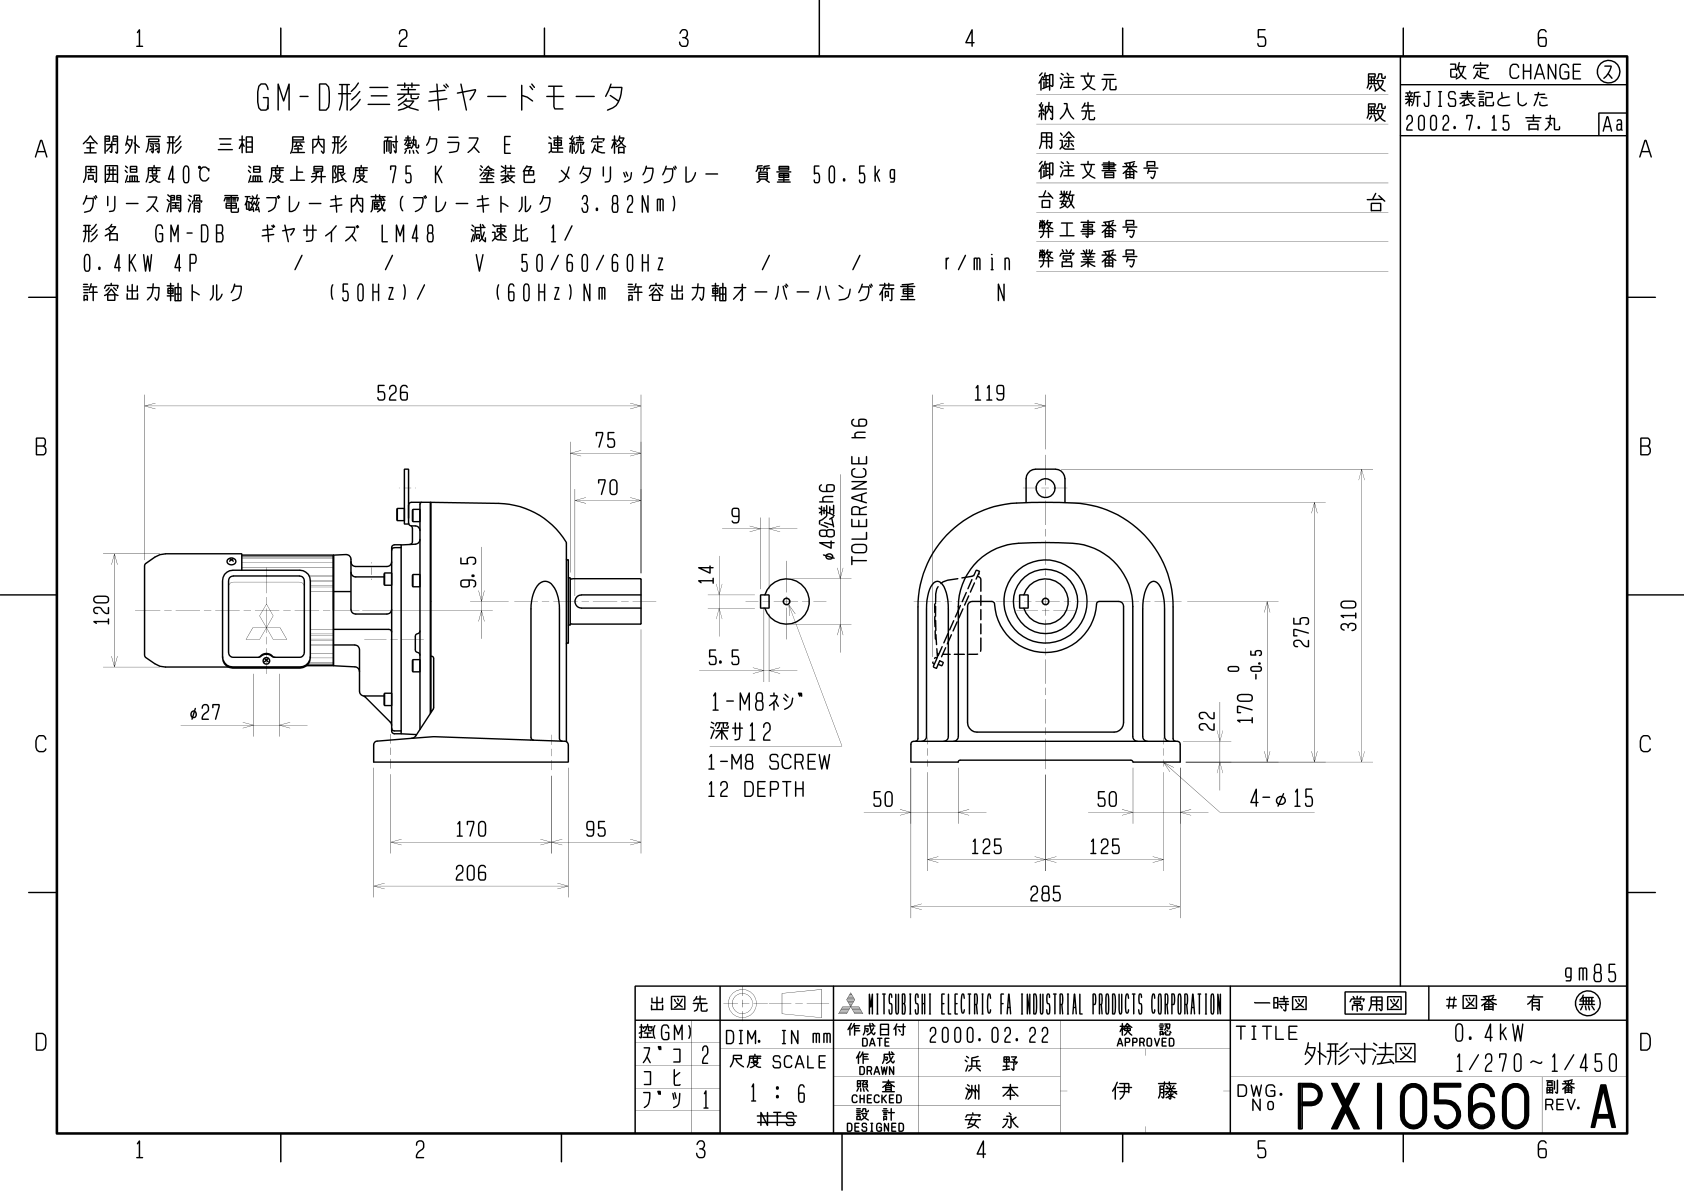 1 2 3 4 5 6
GM-D形三菱ギヤードモータ
全閉外扇形 三相 屋内形 耐熱クラス E 連続定格
周囲温度40℃ 温度上昇限度 75 K 塗装色 メタリックグレー 質量 50.5kg
グリース潤滑 電磁ブレーキ内蔵(ブレーキトルク 3.82Nm)
形名 GM-DB ギヤサイズ LM48 減速比 1/
0.4KW 4P / / V 50/60/60Hz / / r/min
許容出力軸トルク (50Hz)/ (60Hz)Nm 許容出力軸オーバーハング荷重 N
御注文元 殿
納入先 殿
用途
御注文書番号
台数 台
弊工事番号
弊営業番号
改定 CHANGE ス
新JIS表記とした
2002.7.15 吉丸 Aa
A A
B B
C C
D D
526
75
70
9.5
120
φ27
170 95
206
9
14
5.5
φ48公差h6
TOLERANCE h6
1-M8ネジ
深サ12
1-M8 SCREW
12 DEPTH
119
310
275
170 0 -0.5
22
50 50
4-φ15
125 125
285
gm85
出図先
控(GM)
ズコ 2
コヒ
ブツ 1
DIM. IN mm
尺度 SCALE
1 : 6
NTS
MITSUBISHI ELECTRIC FA INDUSTRIAL PRODUCTS CORPORATION
作成日付 DATE 2000.02.22
検認 APPROVED
作成 DRAWN 浜野
照査 CHECKED 洲本
設計 DESIGNED 安永
伊藤
一時図 常用図 #図番 有 無
TITLE 0.4kW
外形寸法図 1/270~1/450
DWG. No PX10560 副番 REV. A
1 2 3 4 5 6